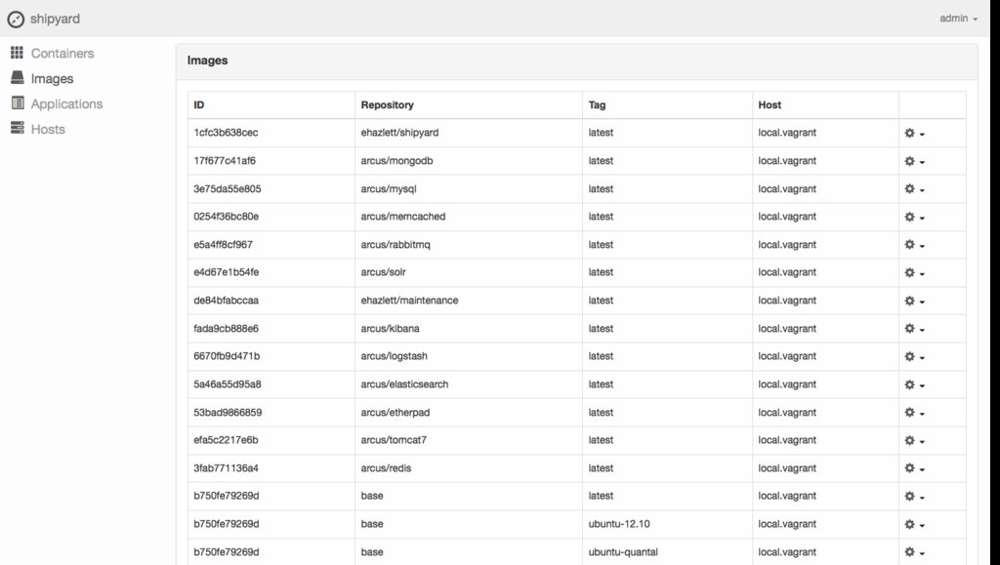 shipyard admin
Containers
Images
Applications
Hosts
Images
ID Repository Tag Host
1cfc3b638cec ehazlett/shipyard latest local.vagrant
17f677c41af6 arcus/mongodb latest local.vagrant
3e75da55e805 arcus/mysql latest local.vagrant
0254f36bc80e arcus/memcached latest local.vagrant
e5a4ff8cf967 arcus/rabbitmq latest local.vagrant
e4d67e1b54fe arcus/solr latest local.vagrant
de84bfabccaa ehazlett/maintenance latest local.vagrant
fada9cb888e6 arcus/kibana latest local.vagrant
6670fb9d471b arcus/logstash latest local.vagrant
5a46a55d95a8 arcus/elasticsearch latest local.vagrant
53bad9866859 arcus/etherpad latest local.vagrant
efa5c2217e6b arcus/tomcat7 latest local.vagrant
3fab771136a4 arcus/redis latest local.vagrant
b750fe79269d base latest local.vagrant
b750fe79269d base ubuntu-12.10 local.vagrant
b750fe79269d base ubuntu-quantal local.vagrant